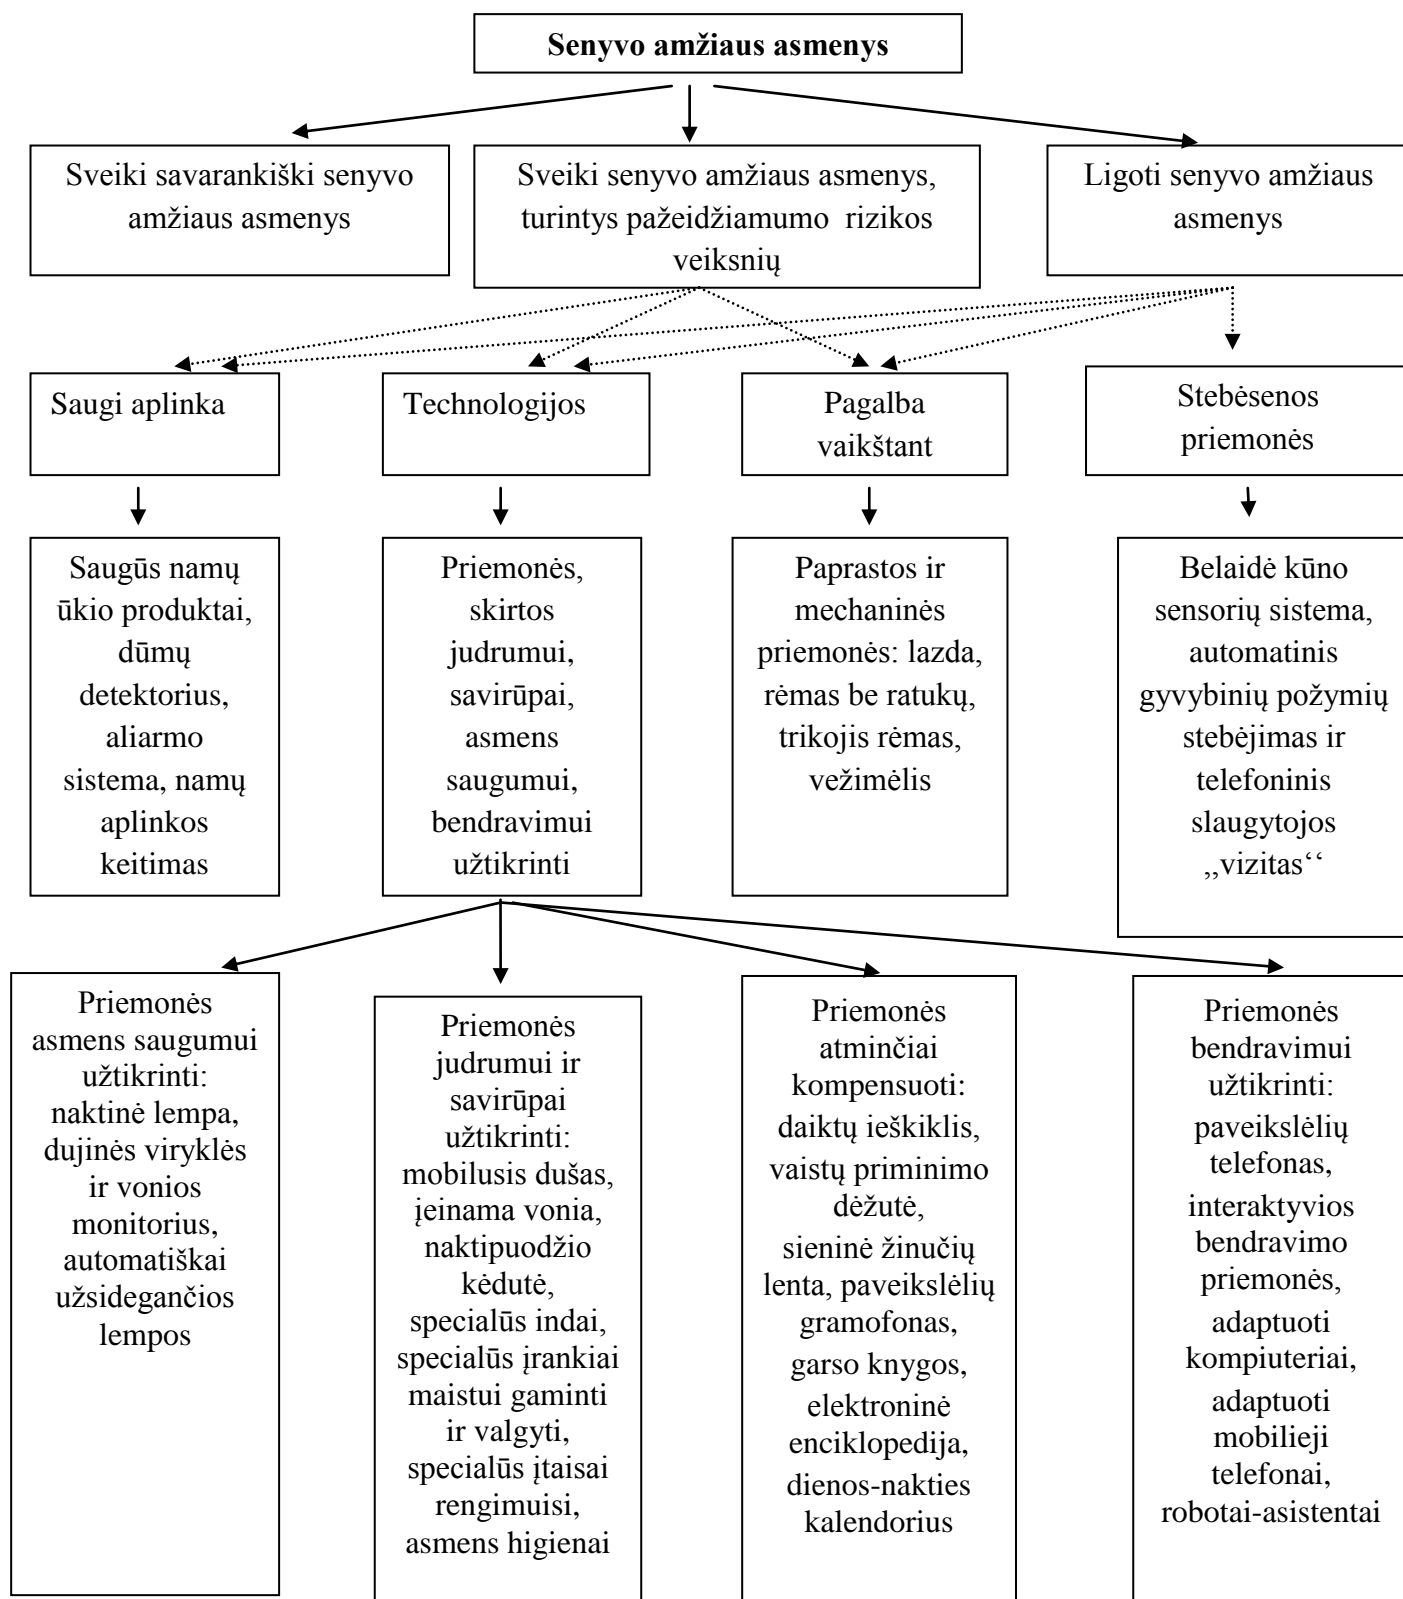 Senyvo amžiaus asmenys
Sveiki savarankiški senyvo
amžiaus asmenys
Sveiki senyvo amžiaus asmenys,
turintys pažeidžiamumo rizikos
veiksnių
Ligoti senyvo amžiaus
asmenys
Saugi aplinka
Technologijos
Pagalba
vaikštant
Stebėsenos
priemonės
Saugūs namų
ūkio produktai,
dūmų
detektorius,
aliarmo
sistema, namų
aplinkos
keitimas
Priemonės,
skirtos
judrumui,
savirūpai,
asmens
saugumui,
bendravimui
užtikrinti
Paprastos ir
mechaninės
priemonės: lazda,
rėmas be ratukų,
trikojis rėmas,
vežimėlis
Belaidė kūno
sensorių sistema,
automatinis
gyvybinių požymių
stebėjimas ir
telefoninis
slaugytojos
,,vizitas‘‘
Priemonės
asmens saugumui
užtikrinti:
naktinė lempa,
dujinės viryklės
ir vonios
monitorius,
automatiškai
užsidegančios
lempos
Priemonės
judrumui ir
savirūpai
užtikrinti:
mobilusis dušas,
įeinama vonia,
naktipuodžio
kėdutė,
specialūs indai,
specialūs įrankiai
maistui gaminti
ir valgyti,
specialūs įtaisai
rengimuisi,
asmens higienai
Priemonės
atminčiai
kompensuoti:
daiktų ieškiklis,
vaistų priminimo
dėžutė,
sieninė žinučių
lenta, paveikslėlių
gramofonas,
garso knygos,
elektroninė
enciklopedija,
dienos-nakties
kalendorius
Priemonės
bendravimui
užtikrinti:
paveikslėlių
telefonas,
interaktyvios
bendravimo
priemonės,
adaptuoti
kompiuteriai,
adaptuoti
mobilieji
telefonai,
robotai-asistentai